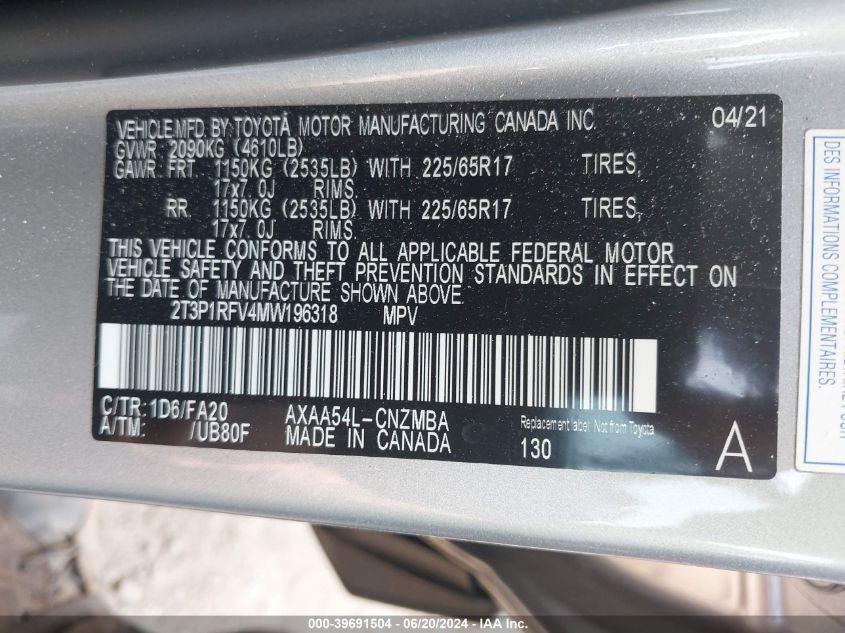 VEHICLE MFD. BY TOYOTA MOTOR MANUFACTURING CANADA INC. 04/21
GVWR 2090KG (4610LB)
GAWR FRT 1150KG (2535LB) WITH 225/65R17 TIRES,
17x7.0J RIMS.
RR 1150KG (2535LB) WITH 225/65R17 TIRES,
17x7.0J RIMS.
THIS VEHICLE CONFORMS TO ALL APPLICABLE FEDERAL MOTOR
VEHICLE SAFETY AND THEFT PREVENTION STANDARDS IN EFFECT ON
THE DATE OF MANUFACTURE SHOWN ABOVE.
2T3P1RFV4MW196318 MPV
C/TR:1D6/FA20 AXAA54L-CNZMBA Replacement label, Not from Toyota
A/TM: /UB80F MADE IN CANADA 130 A
DES INFORMATIONS
COMPLEMENTAIRES.
000-39691504 - 06/20/2024 - IAA Inc.